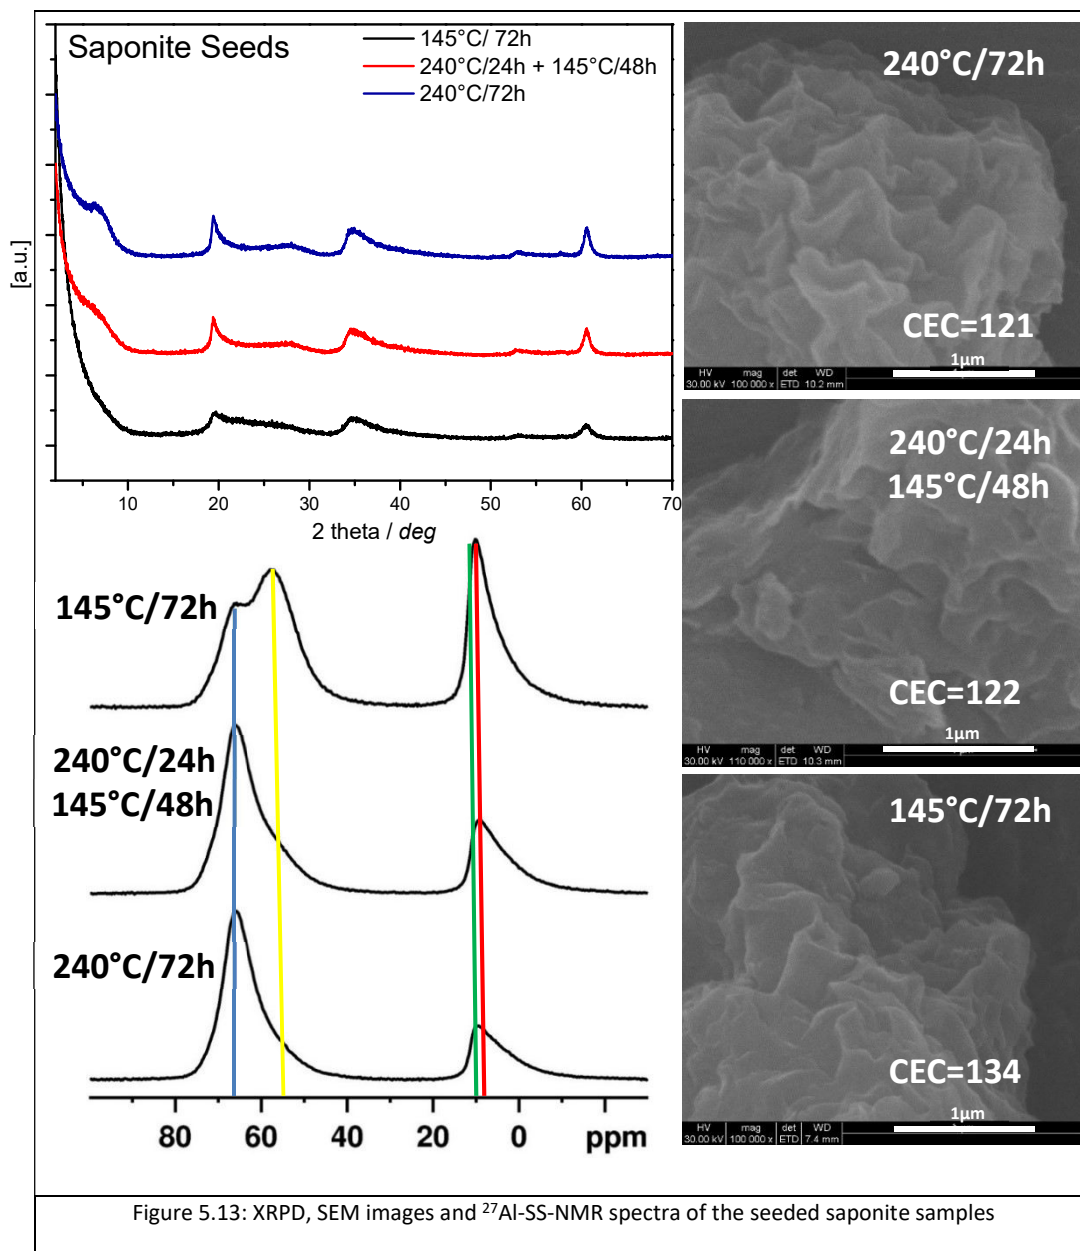 Saponite Seeds
145°C/ 72h
240°C/24h + 145°C/48h
240°C/72h
[a.u.]
10 20 30 40 50 60 70
2 theta / deg
145°C/72h
240°C/24h
145°C/48h
240°C/72h
80 60 40 20 0 ppm
240°C/72h
CEC=121
1µm
HV mag det WD
30.00 kV 100 000 x ETD 10.2 mm
240°C/24h
145°C/48h
CEC=122
1µm
HV mag det WD
30.00 kV 110 000 x ETD 10.3 mm
145°C/72h
CEC=134
1µm
HV mag det WD
30.00 kV 100 000 x ETD 7.4 mm
Figure 5.13: XRPD, SEM images and ²⁷Al-SS-NMR spectra of the seeded saponite samples